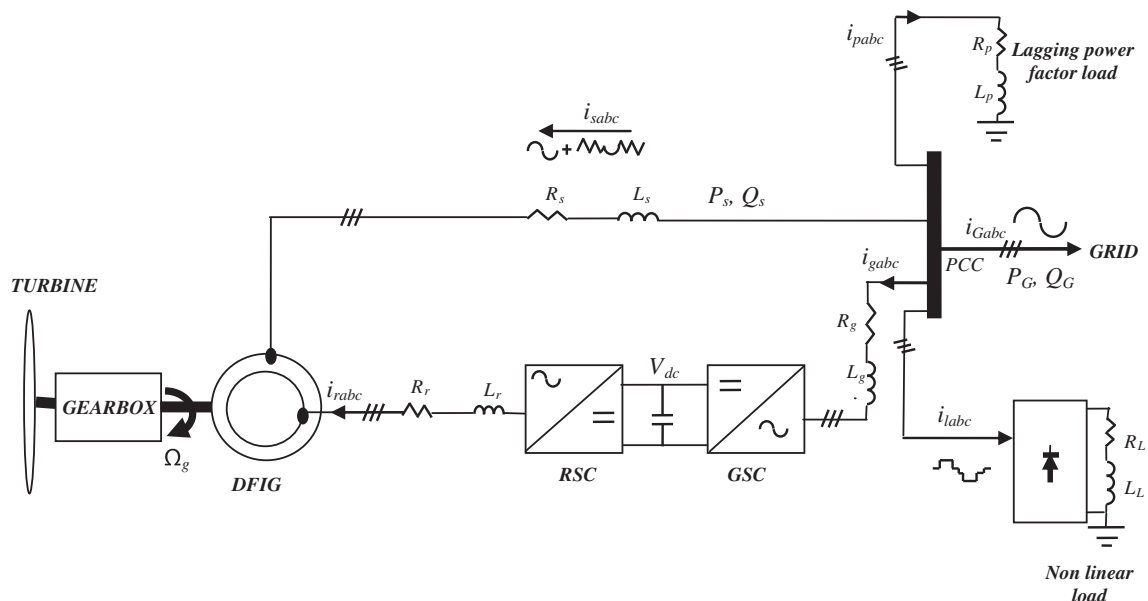 i_pabc
R_p
Lagging power
factor load
L_p
i_sabc
+
R_s
L_s
P_s, Q_s
i_Gabc
PCC
GRID
P_G, Q_G
i_gabc
TURBINE
R_g
L_g
GEARBOX
Ω_g
DFIG
i_rabc
R_r
L_r
RSC
V_dc
GSC
i_labc
R_L
L_L
Non linear
load